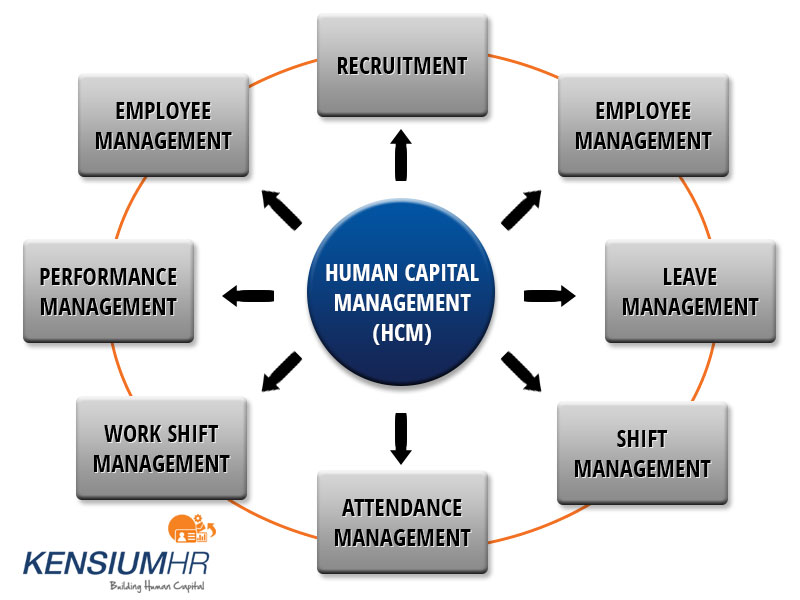 RECRUITMENT
EMPLOYEE
MANAGEMENT
EMPLOYEE
MANAGEMENT
PERFORMANCE
MANAGEMENT
HUMAN CAPITAL
MANAGEMENT
(HCM)
LEAVE
MANAGEMENT
WORK SHIFT
MANAGEMENT
SHIFT
MANAGEMENT
ATTENDANCE
MANAGEMENT
KENSIUMHR
Building Human Capital